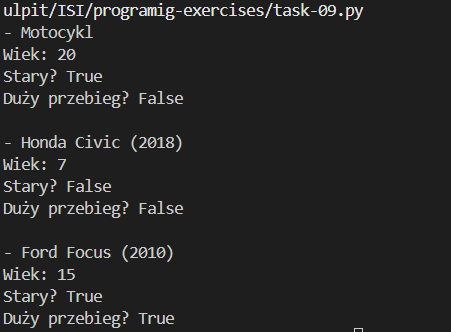 ulpit/ISI/programig-exercises/task-09.py
- Motocykl
Wiek: 20
Stary? True
Duży przebieg? False
- Honda Civic (2018)
Wiek: 7
Stary? False
Duży przebieg? False
- Ford Focus (2010)
Wiek: 15
Stary? True
Duży przebieg? True